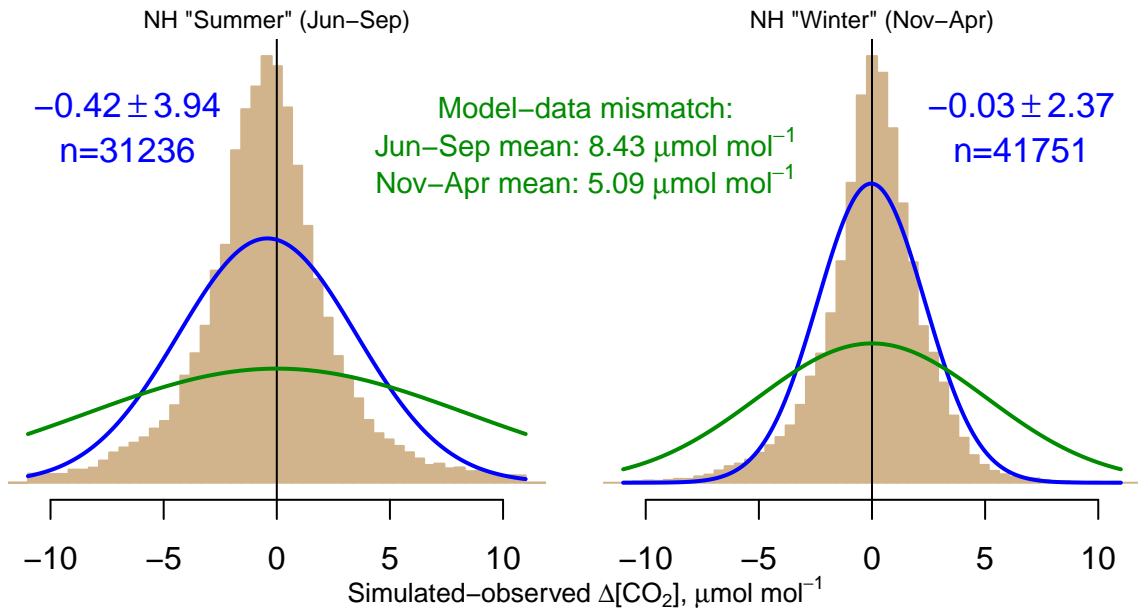 NH "Summer" (Jun−Sep)
NH "Winter" (Nov−Apr)
−0.42 ± 3.94
n=31236
Model−data mismatch:
Jun−Sep mean: 8.43 μmol mol⁻¹
Nov−Apr mean: 5.09 μmol mol⁻¹
−0.03 ± 2.37
n=41751
−10 −5 0 5 10
−10 −5 0 5 10
Simulated−observed Δ[CO₂], μmol mol⁻¹